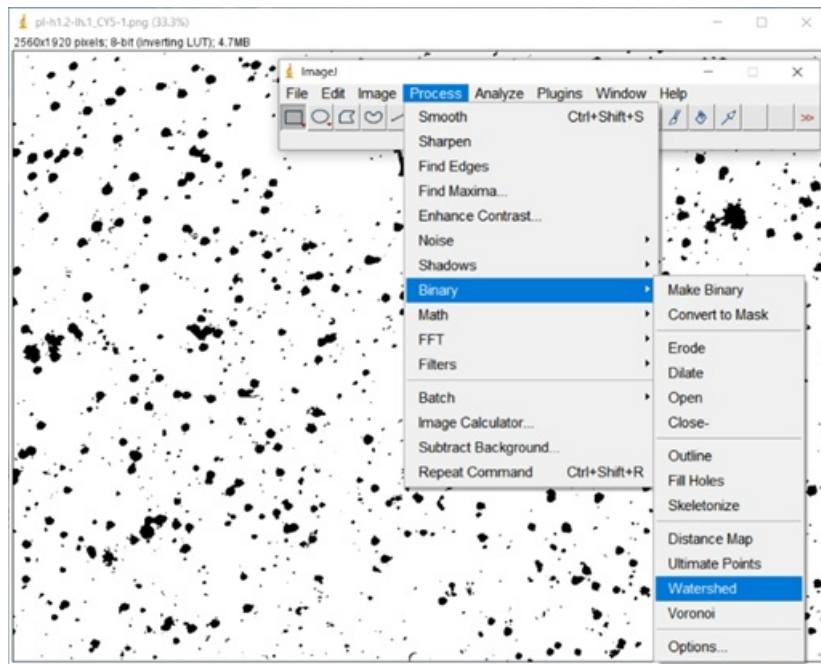 pl-h1.2-lh.1_CY5-1.png (33.3%)
2560x1920 pixels; 8-bit (inverting LUT); 4.7MB
ImageJ
File Edit Image Process Analyze Plugins Window Help
Smooth Ctrl+Shift+S
Sharpen
Find Edges
Find Maxima...
Enhance Contrast...
Noise
Shadows
Binary
Math
FFT
Filters
Batch
Image Calculator...
Subtract Background...
Repeat Command Ctrl+Shift+R
Make Binary
Convert to Mask
Erode
Dilate
Open
Close-
Outline
Fill Holes
Skeletonize
Distance Map
Ultimate Points
Watershed
Voronoi
Options...